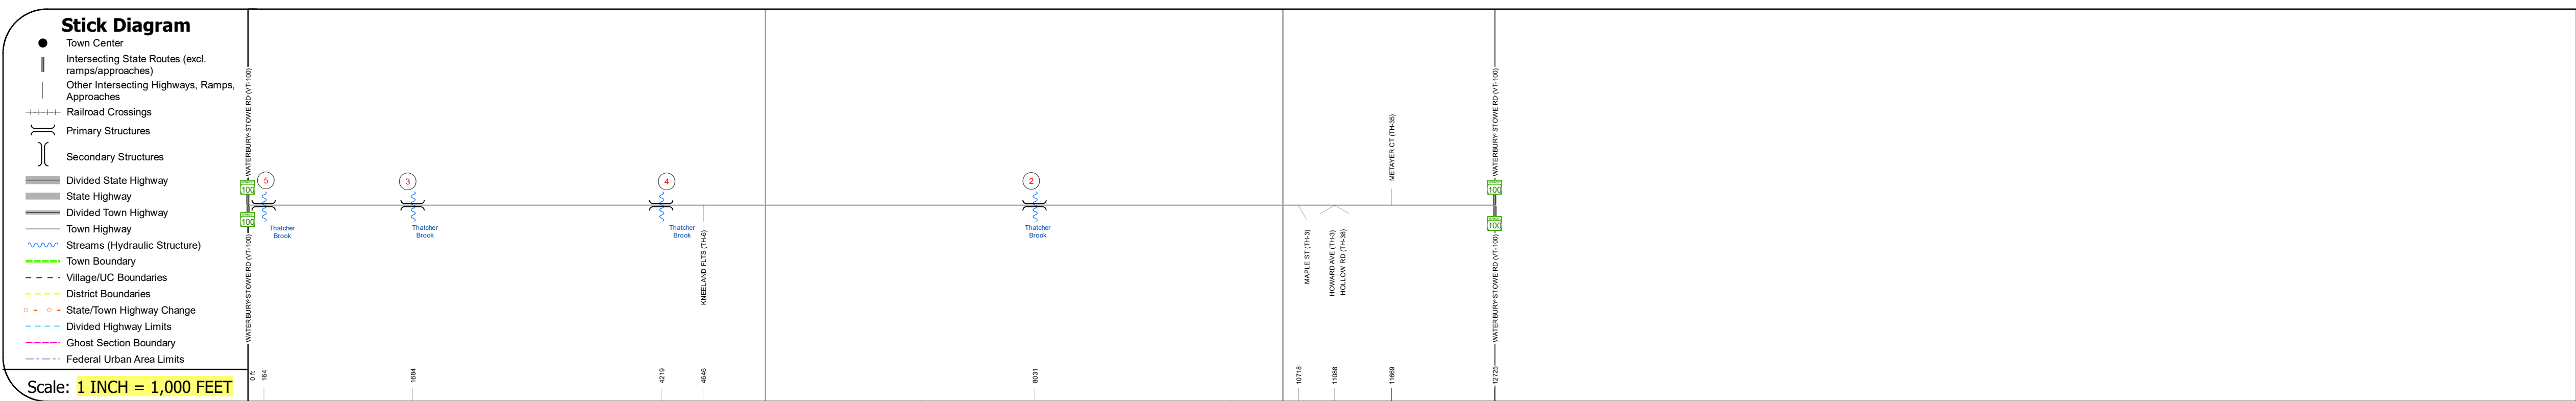 Stick Diagram
Town Center
Intersecting State Routes (excl.
ramps/approaches)
Other Intersecting Highways, Ramps,
Approaches
Railroad Crossings
Primary Structures
Secondary Structures
Divided State Highway
State Highway
Divided Town Highway
Town Highway
Streams (Hydraulic Structure)
Town Boundary
Village/UC Boundaries
District Boundaries
State/Town Highway Change
Divided Highway Limits
Ghost Section Boundary
Federal Urban Area Limits
Scale: 1 INCH = 1,000 FEET
WATERBURY-STOWE RD (VT-100)
100
100
WATERBURY-STOWE RD (VT-100)
5
Thatcher
Brook
3
Thatcher
Brook
4
Thatcher
Brook
KNEELAND FLTS (TH-6)
2
Thatcher
Brook
MAPLE ST (TH-3)
HOWARD AVE (TH-3)
HOLLOW RD (TH-38)
METAYER CT (TH-35)
WATERBURY-STOWE RD (VT-100)
100
100
WATERBURY-STOWE RD (VT-100)
0 ft
164
1684
4219
4646
8031
10718
11088
11669
12725